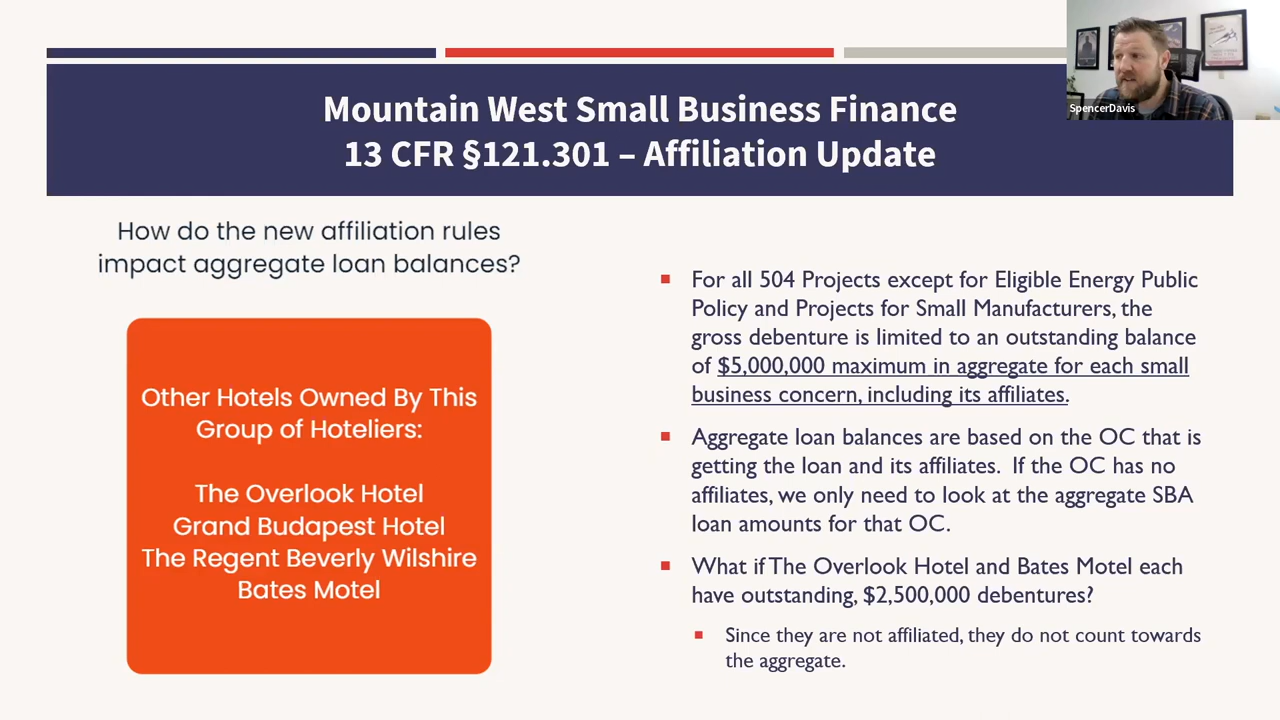 Mountain West Small Business Finance
13 CFR §121.301 – Affiliation Update
SpencerDavis
How do the new affiliation rules
impact aggregate loan balances?
Other Hotels Owned By This
Group of Hoteliers:
The Overlook Hotel
Grand Budapest Hotel
The Regent Beverly Wilshire
Bates Motel
For all 504 Projects except for Eligible Energy Public
Policy and Projects for Small Manufacturers, the
gross debenture is limited to an outstanding balance
of $5,000,000 maximum in aggregate for each small
business concern, including its affiliates.
Aggregate loan balances are based on the OC that is
getting the loan and its affiliates. If the OC has no
affiliates, we only need to look at the aggregate SBA
loan amounts for that OC.
What if The Overlook Hotel and Bates Motel each
have outstanding, $2,500,000 debentures?
Since they are not affiliated, they do not count towards
the aggregate.